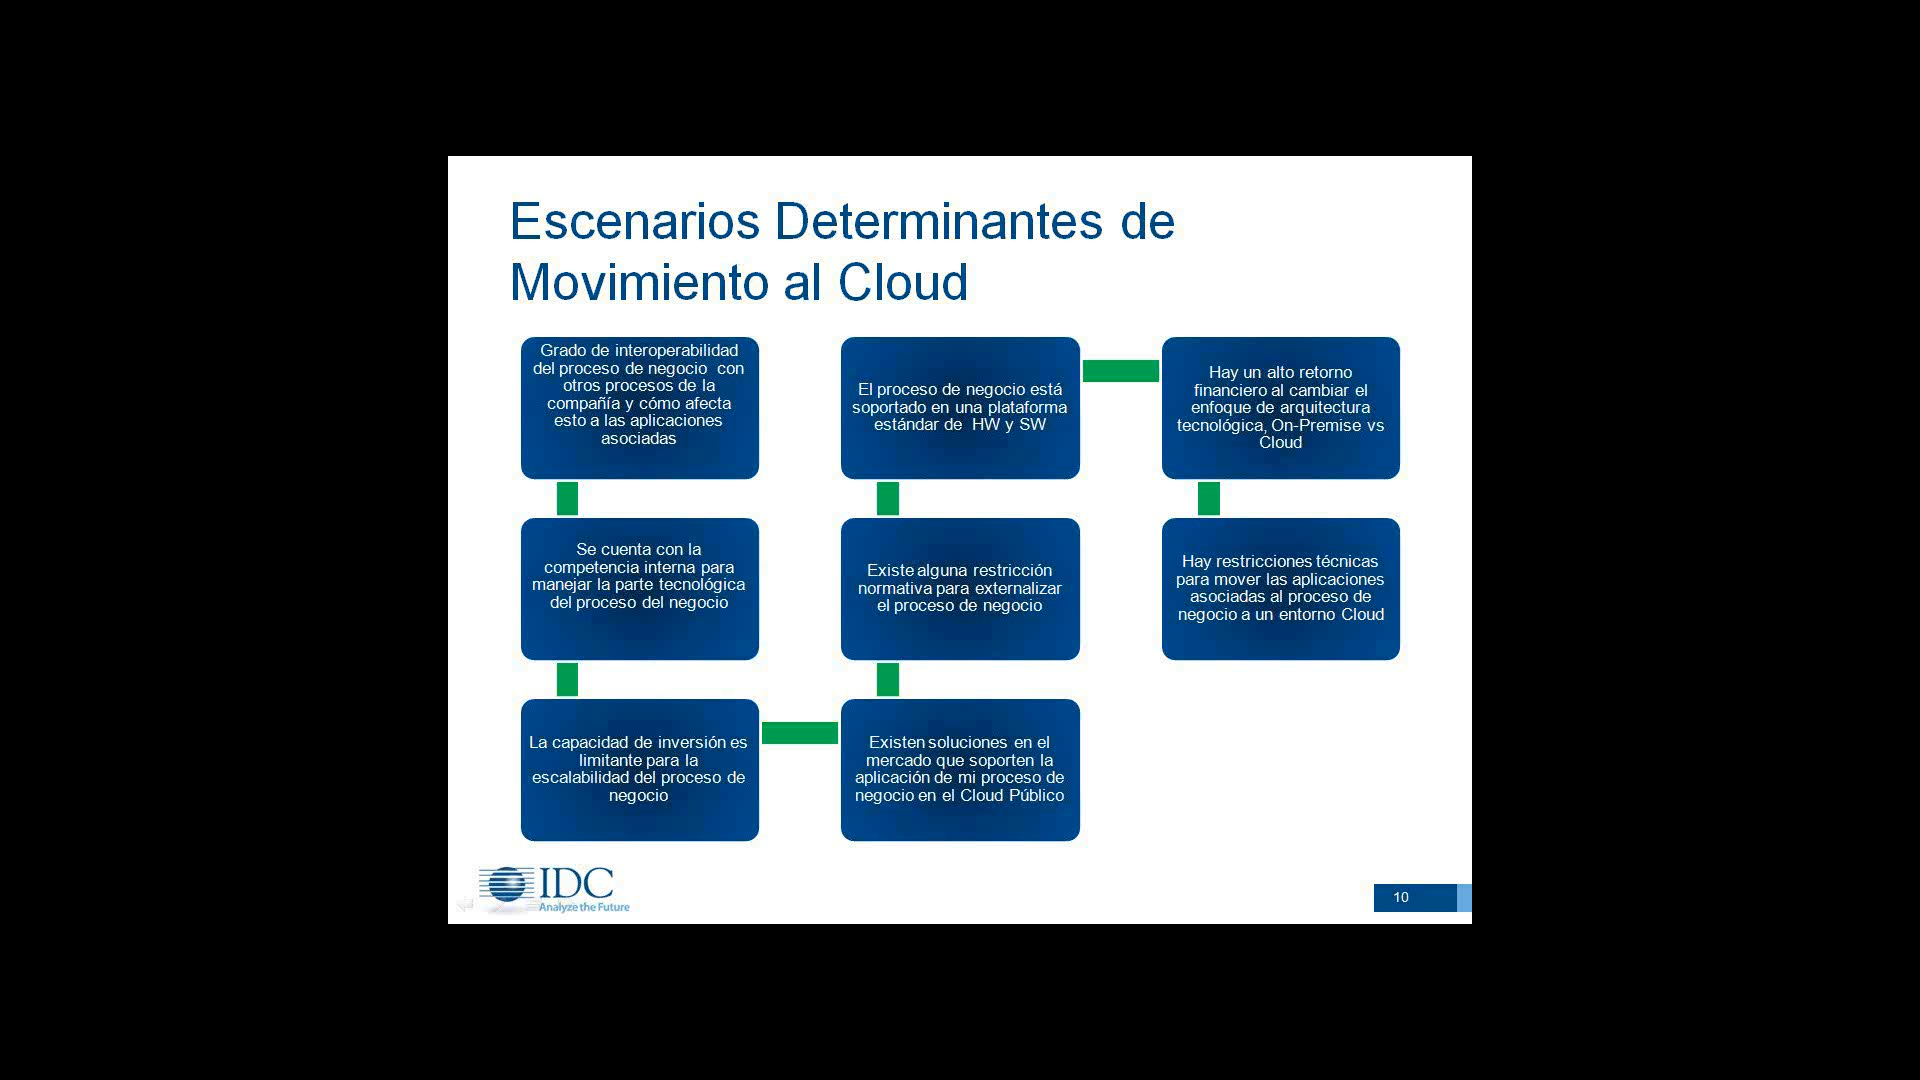 Escenarios Determinantes de
Movimiento al Cloud
Grado de interoperabilidad
del proceso de negocio con
otros procesos de la
compañía y cómo afecta
esto a las aplicaciones
asociadas
Se cuenta con la
competencia interna para
manejar la parte tecnológica
del proceso del negocio
La capacidad de inversión es
limitante para la
escalabilidad del proceso de
negocio
Existen soluciones en el
mercado que soporten la
aplicación de mi proceso de
negocio en el Cloud Público
Existe alguna restricción
normativa para externalizar
el proceso de negocio
El proceso de negocio está
soportado en una plataforma
estándar de HW y SW
Hay un alto retorno
financiero al cambiar el
enfoque de arquitectura
tecnológica, On-Premise vs
Cloud
Hay restricciones técnicas
para mover las aplicaciones
asociadas al proceso de
negocio a un entorno Cloud
IDC
Analyze the Future
10